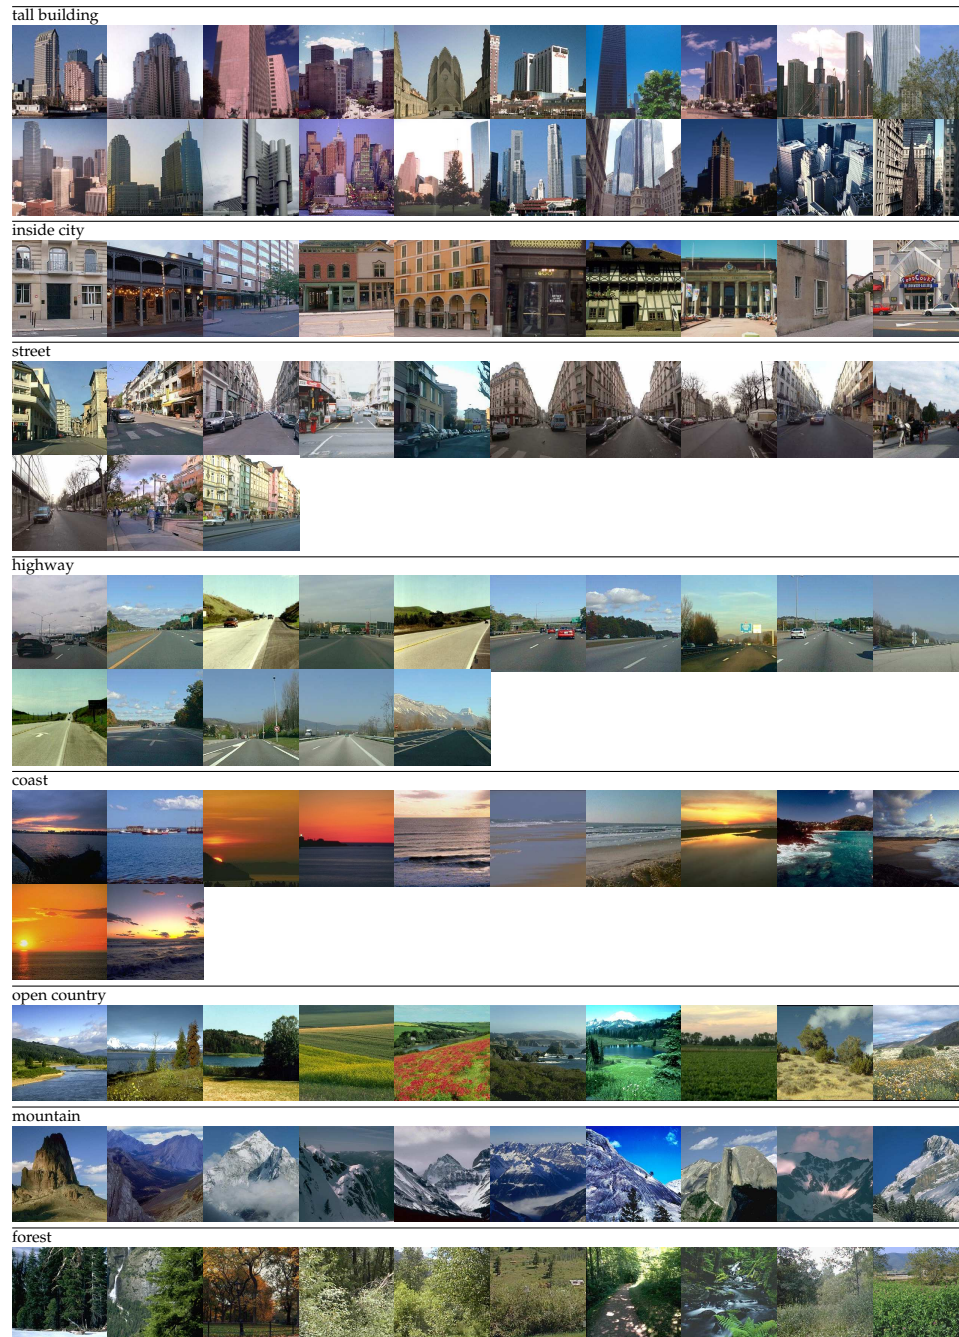 tall building
inside city
street
highway
coast
open country
mountain
forest